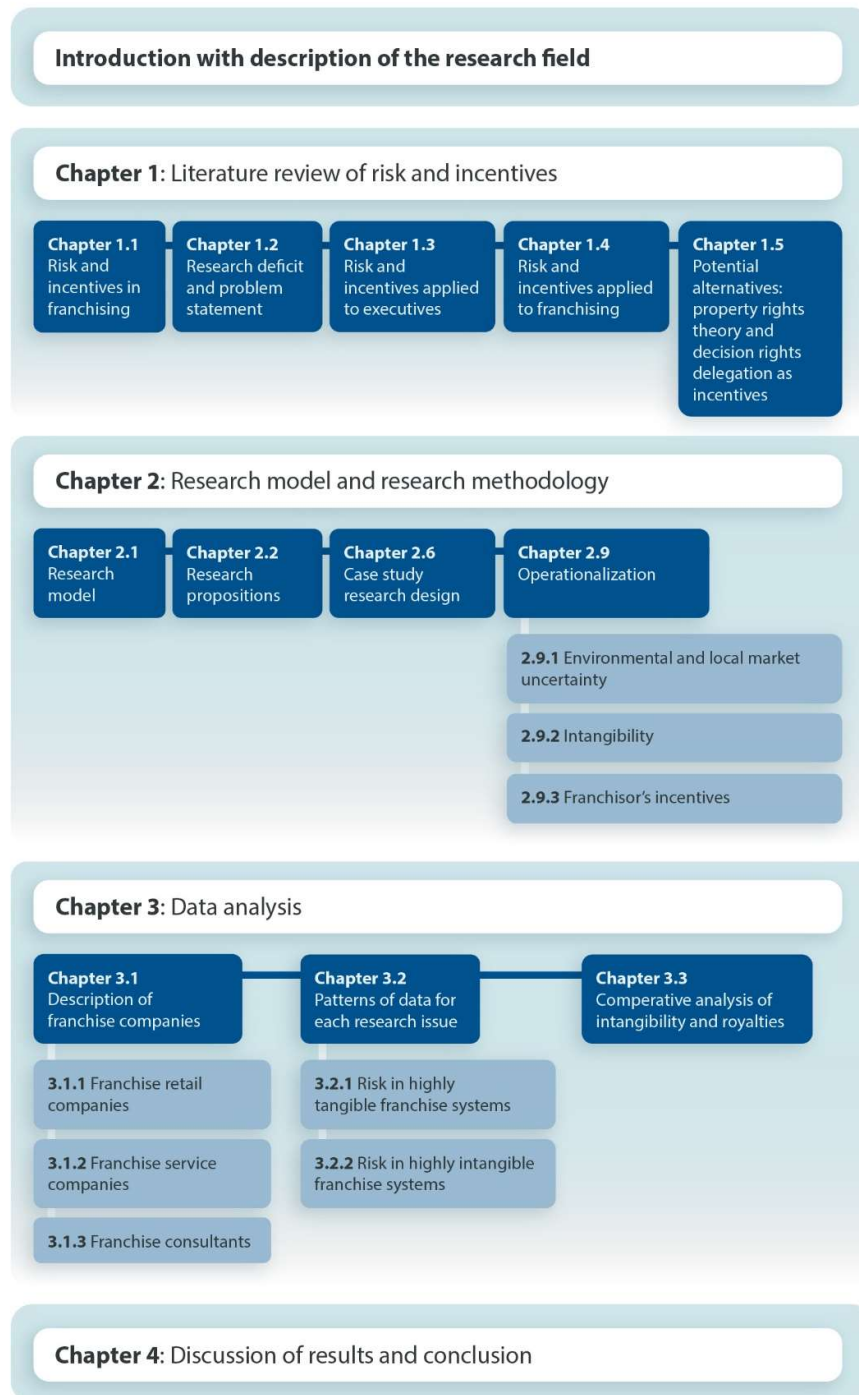 Introduction with description of the research field
Chapter 1: Literature review of risk and incentives
Chapter 1.1
Risk and
incentives in
franchising
Chapter 1.2
Research deficit
and problem
statement
Chapter 1.3
Risk and
incentives applied
to executives
Chapter 1.4
Risk and
incentives applied
to franchising
Chapter 1.5
Potential
alternatives:
property rights
theory and
decision rights
delegation as
incentives
Chapter 2: Research model and research methodology
Chapter 2.1
Research
model
Chapter 2.2
Research
propositions
Chapter 2.6
Case study
research design
Chapter 2.9
Operationalization
2.9.1 Environmental and local market
uncertainty
2.9.2 Intangibility
2.9.3 Franchisor's incentives
Chapter 3: Data analysis
Chapter 3.1
Description of
franchise companies
Chapter 3.2
Patterns of data for
each research issue
Chapter 3.3
Comperative analysis of
intangibility and royalties
3.1.1 Franchise retail
companies
3.1.2 Franchise service
companies
3.1.3 Franchise consultants
3.2.1 Risk in highly
tangible franchise systems
3.2.2 Risk in highly intangible
franchise systems
Chapter 4: Discussion of results and conclusion